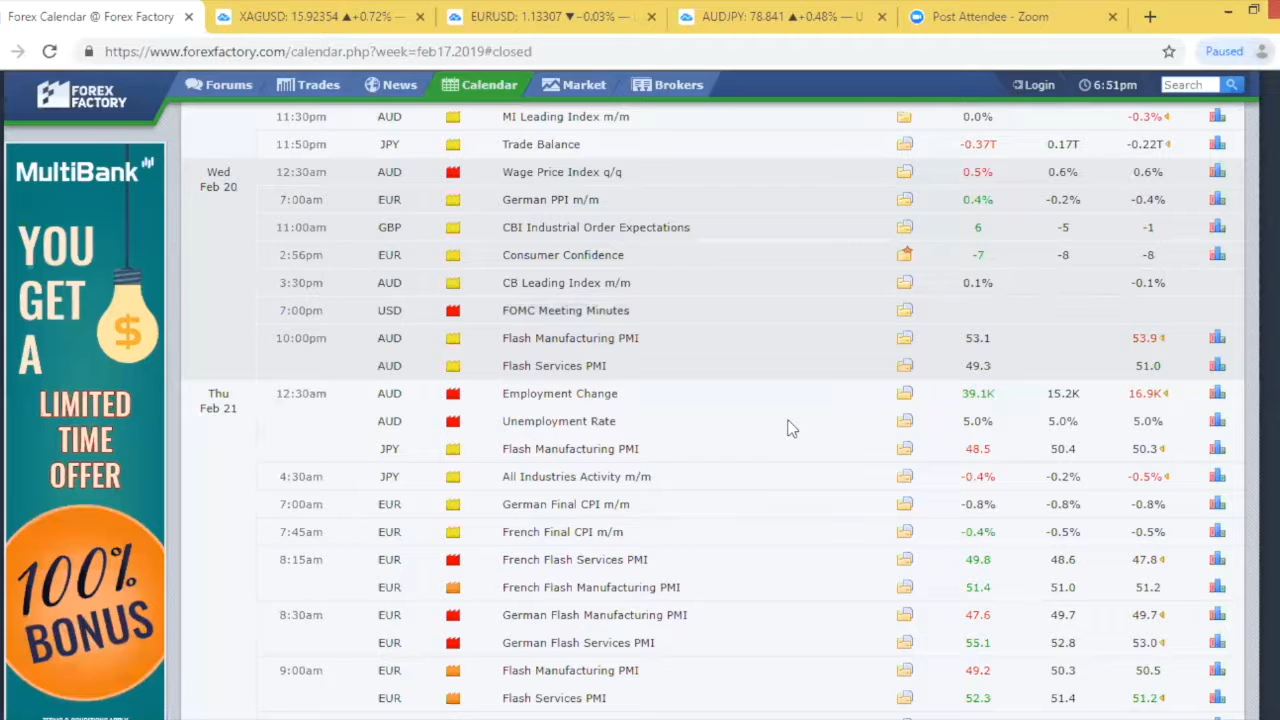 Forex Calendar @ Forex Factory XAGUSD: 15.92354 ▲+0.72% — EURUSD: 1.13307 ▼−0.03% — AUDJPY: 78.841 ▲+0.48% — U Post Attendee - Zoom
https://www.forexfactory.com/calendar.php?week=feb17.2019#closed Paused
FOREX FACTORY Forums Trades News Calendar Market Brokers Login 6:51pm Search
11:30pm AUD MI Leading Index m/m 0.0% -0.3%
11:50pm JPY Trade Balance -0.37T 0.17T -0.22T
Wed Feb 20 12:30am AUD Wage Price Index q/q 0.5% 0.6% 0.6%
7:00am EUR German PPI m/m 0.4% -0.2% -0.4%
11:00am GBP CBI Industrial Order Expectations 6 -5 -1
2:56pm EUR Consumer Confidence -7 -8 -8
3:30pm AUD CB Leading Index m/m 0.1% -0.1%
7:00pm USD FOMC Meeting Minutes
10:00pm AUD Flash Manufacturing PMI 53.1 53.9
AUD Flash Services PMI 49.3 51.0
Thu Feb 21 12:30am AUD Employment Change 39.1K 15.2K 16.9K
AUD Unemployment Rate 5.0% 5.0% 5.0%
JPY Flash Manufacturing PMI 48.5 50.4 50.3
4:30am JPY All Industries Activity m/m -0.4% -0.2% -0.5%
7:00am EUR German Final CPI m/m -0.8% -0.8% -0.8%
7:45am EUR French Final CPI m/m -0.4% -0.5% -0.5%
8:15am EUR French Flash Services PMI 49.8 48.6 47.8
EUR French Flash Manufacturing PMI 51.4 51.0 51.2
8:30am EUR German Flash Manufacturing PMI 47.6 49.7 49.7
EUR German Flash Services PMI 55.1 52.8 53.0
9:00am EUR Flash Manufacturing PMI 49.2 50.3 50.5
EUR Flash Services PMI 52.3 51.4 51.2
MultiBank
YOU
GET
A
$
LIMITED
TIME
OFFER
100%
BONUS